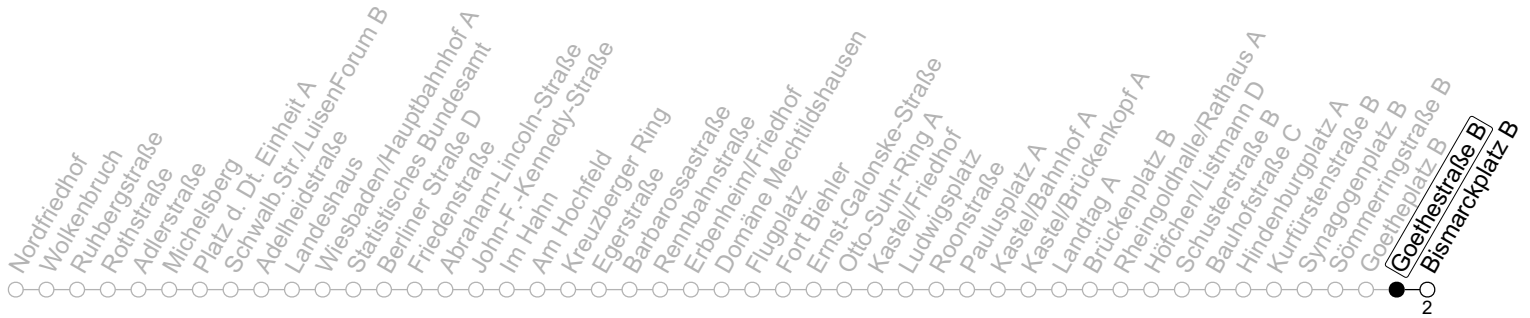 Nordfriedhof
Wolkenbruch
Ruhbergstraße
Rothstraße
Adlerstraße
Michelsberg
Platz d. Dt. Einheit A
Schwalb.Str./LuisenForum B
Adelheidstraße
Landeshaus
Wiesbaden/Hauptbahnhof A
Statistisches Bundesamt
Berliner Straße D
Friedenstraße
Abraham-Lincoln-Straße
John-F.-Kennedy-Straße
Im Hahn
Am Hochfeld
Kreuzberger Ring
Egerstraße
Barbarossastraße
Rennbahnstraße
Erbenheim/Friedhof
Domäne Mechtildshausen
Flugplatz
Fort Biehler
Ernst-Galonske-Straße
Otto-Suhr-Ring A
Kastel/Friedhof
Ludwigsplatz
Roonstraße
Paulusplatz A
Kastel/Bahnhof A
Kastel/Brückenkopf A
Landtag A
Brückenplatz B
Rheingoldhalle/Rathaus A
Höfchen/Listmann D
Schusterstraße B
Bauhofstraße C
Hindenburgplatz A
Kurfürstenstraße B
Synagogenplatz B
Sömmerringstraße B
Goetheplatz B
Goethestraße B
Bismarckplatz B
2